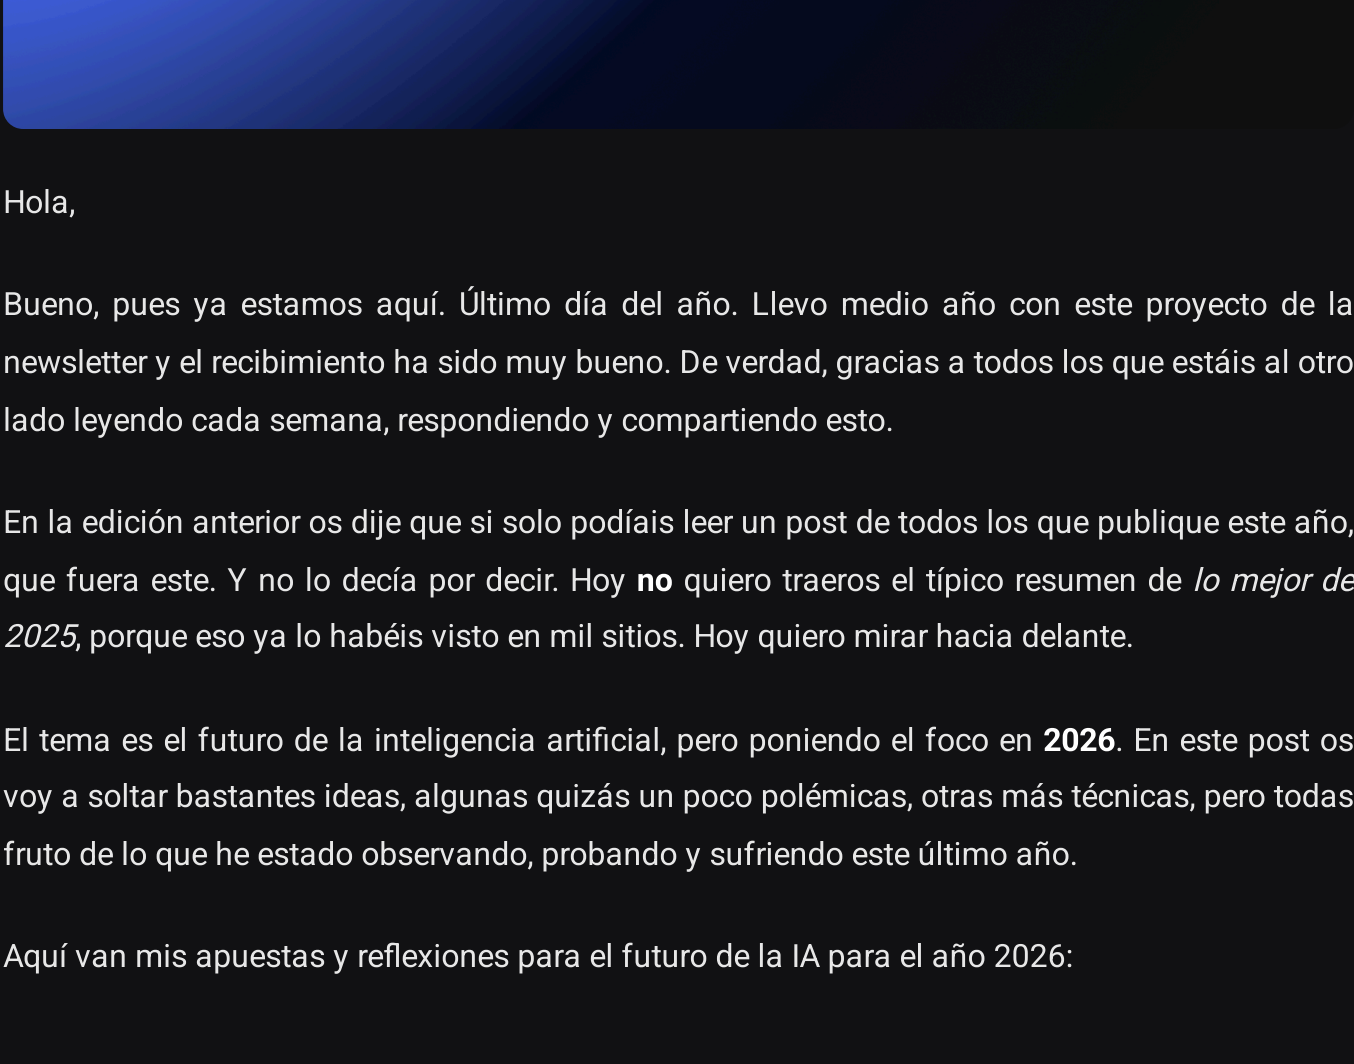 Hola,
Bueno, pues ya estamos aquí. Último día del año. Llevo medio año con este proyecto de la
newsletter y el recibimiento ha sido muy bueno. De verdad, gracias a todos los que estáis al otro
lado leyendo cada semana, respondiendo y compartiendo esto.
En la edición anterior os dije que si solo podíais leer un post de todos los que publique este año,
que fuera este. Y no lo decía por decir. Hoy no quiero traeros el típico resumen de lo mejor de
2025, porque eso ya lo habéis visto en mil sitios. Hoy quiero mirar hacia delante.
El tema es el futuro de la inteligencia artificial, pero poniendo el foco en 2026. En este post os
voy a soltar bastantes ideas, algunas quizás un poco polémicas, otras más técnicas, pero todas
fruto de lo que he estado observando, probando y sufriendo este último año.
Aquí van mis apuestas y reflexiones para el futuro de la IA para el año 2026: